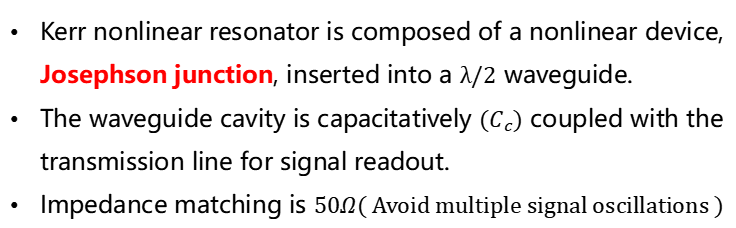 • Kerr nonlinear resonator is composed of a nonlinear device,
Josephson junction, inserted into a λ/2 waveguide.
• The waveguide cavity is capacitatively (C_c) coupled with the
transmission line for signal readout.
• Impedance matching is 50Ω( Avoid multiple signal oscillations )